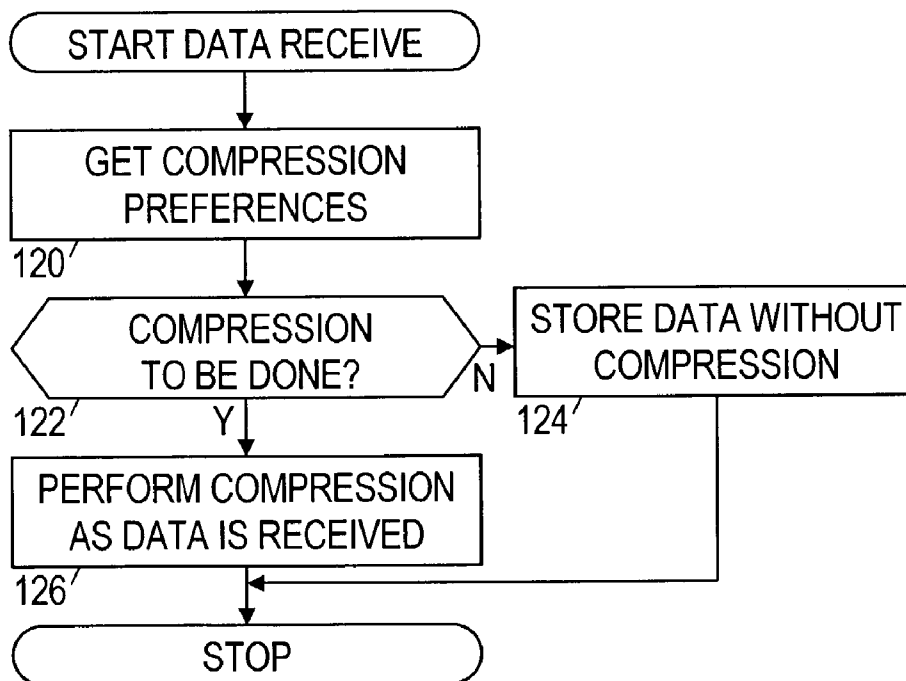 START DATA RECEIVE
GET COMPRESSION
PREFERENCES
120
COMPRESSION
TO BE DONE?
N
STORE DATA WITHOUT
COMPRESSION
122
Y
124
PERFORM COMPRESSION
AS DATA IS RECEIVED
126
STOP